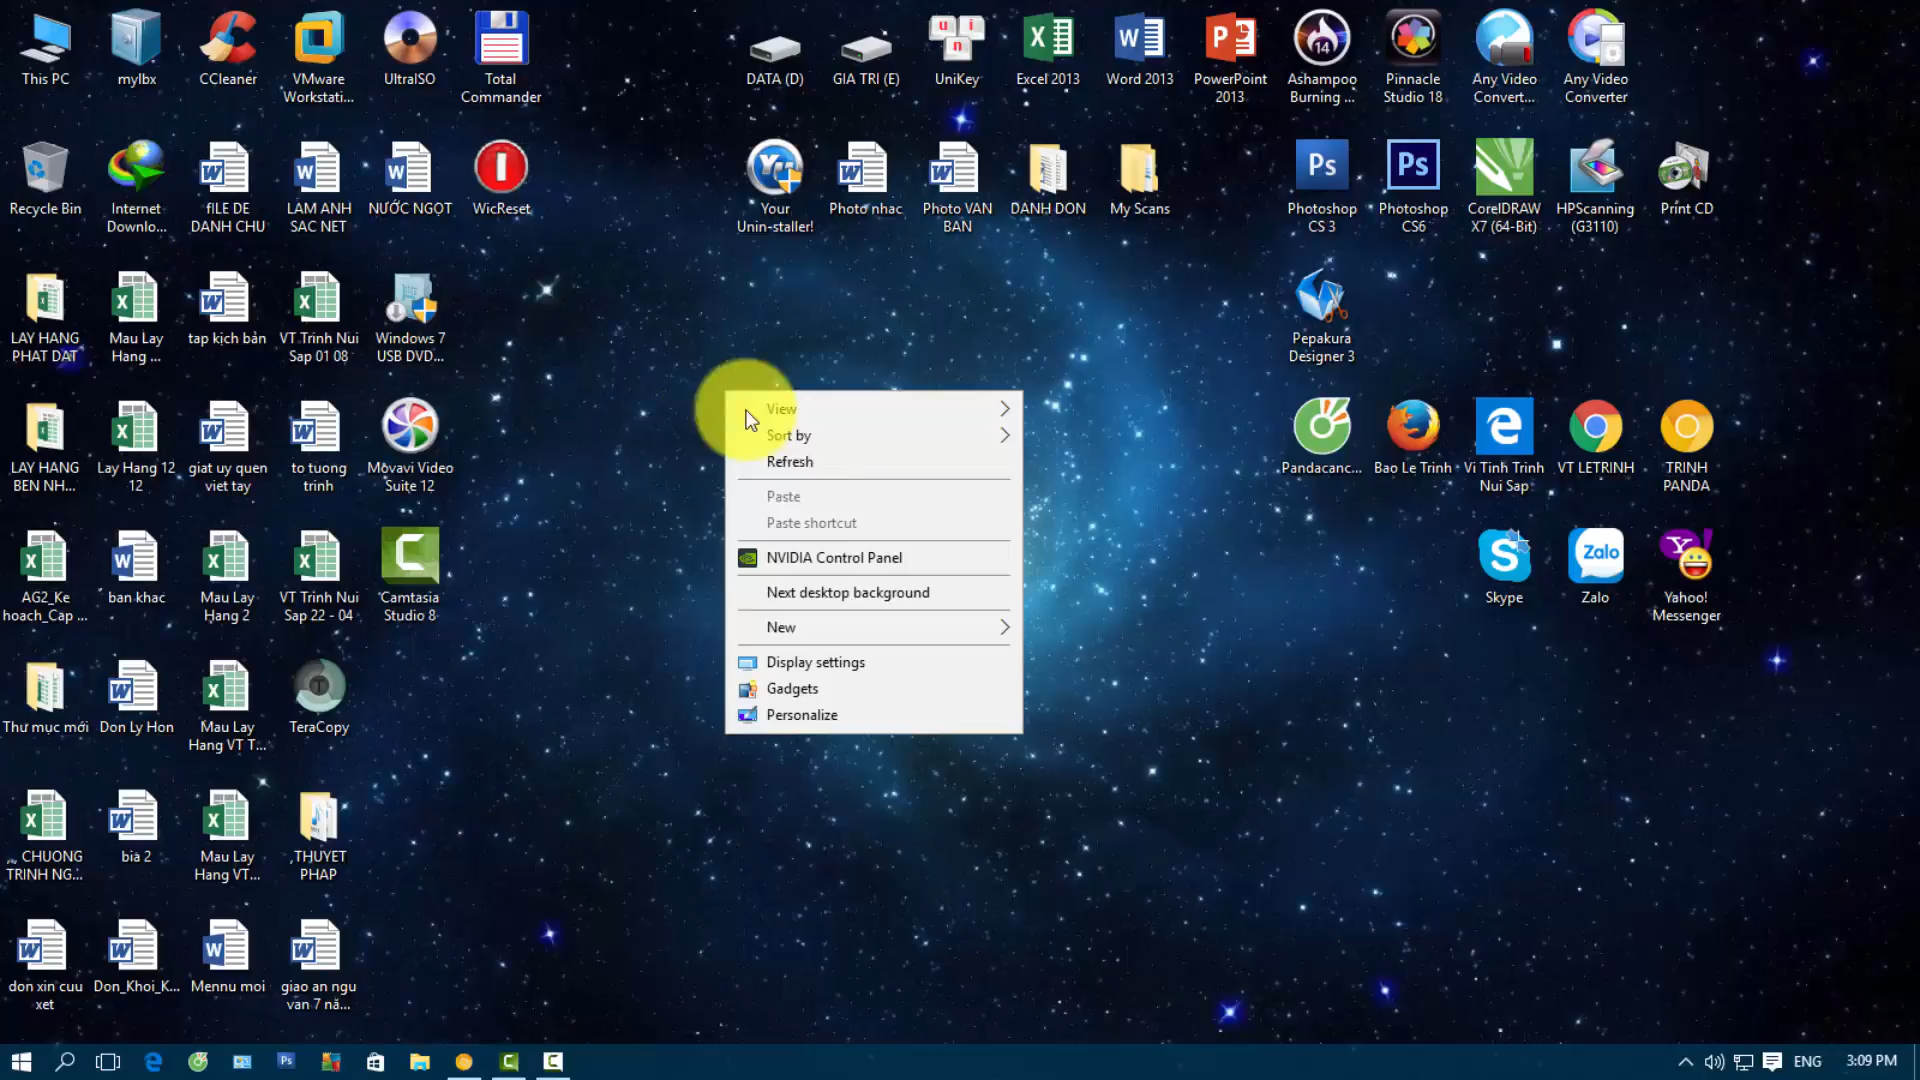 This PC
mylbx
CCleaner
VMware
Workstati...
UltraISO
Total
Commander
DATA (D)
GIA TRI (E)
UniKey
Excel 2013
Word 2013
PowerPoint
2013
14
Ashampoo
Burning ...
Pinnacle
Studio 18
Any Video
Convert...
Any Video
Converter
Recycle Bin
Internet
Downlo...
fILE DE
DANH CHU
LAM ANH
SAC NET
NƯỚC NGỌT
WicReset
Your
Unin-staller!
Photo nhac
Photo VAN
BAN
DANH DON
My Scans
Photoshop
CS 3
Photoshop
CS6
CorelDRAW
X7 (64-Bit)
HPScanning
(G3110)
Print CD
LAY HANG
PHAT DAT
Mau Lay
Hang ...
tap kịch bản
VT Trinh Nui
Sap 01 08
Windows 7
USB DVD...
Pepakura
Designer 3
LAY HANG
BEN NH...
Lay Hang 12
12
giat uy quen
viet tay
to tuong
trinh
Movavi Video
Suite 12
Pandacanc...
Bao Le Trinh
Vi Tinh Trinh
Nui Sap
VT LETRINH
TRINH
PANDA
AG2_Ke
hoach_Cap ...
ban khac
Mau Lay
Hang 2
VT Trinh Nui
Sap 22 - 04
Camtasia
Studio 8
Skype
Zalo
Zalo
Yahoo!
Messenger
Thư mục mới
Don Ly Hon
Mau Lay
Hang VT T...
TeraCopy
CHUONG
TRINH NG...
bia 2
Mau Lay
Hang VT...
,THUYET
PHAP
don xin cuu
xet
Don_Khoi_K...
Mennu moi
giao an ngu
van 7 nă...
View
Sort by
Refresh
Paste
Paste shortcut
NVIDIA Control Panel
Next desktop background
New
Display settings
Gadgets
Personalize
ENG
3:09 PM